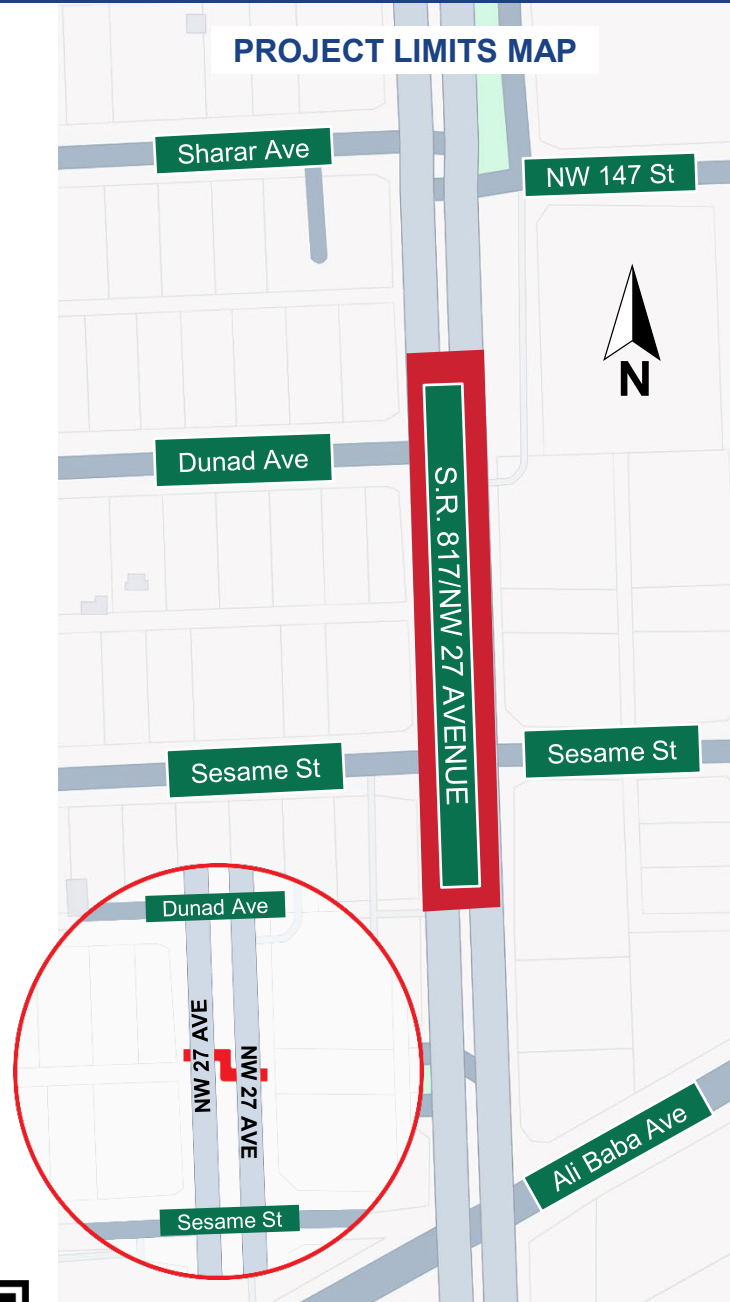 PROJECT LIMITS MAP
Sharar Ave
NW 147 St
N
Dunad Ave
S.R. 817/NW 27 AVENUE
Sesame St
Sesame St
Dunad Ave
NW 27 AVE
NW 27 AVE
Sesame St
Ali Baba Ave